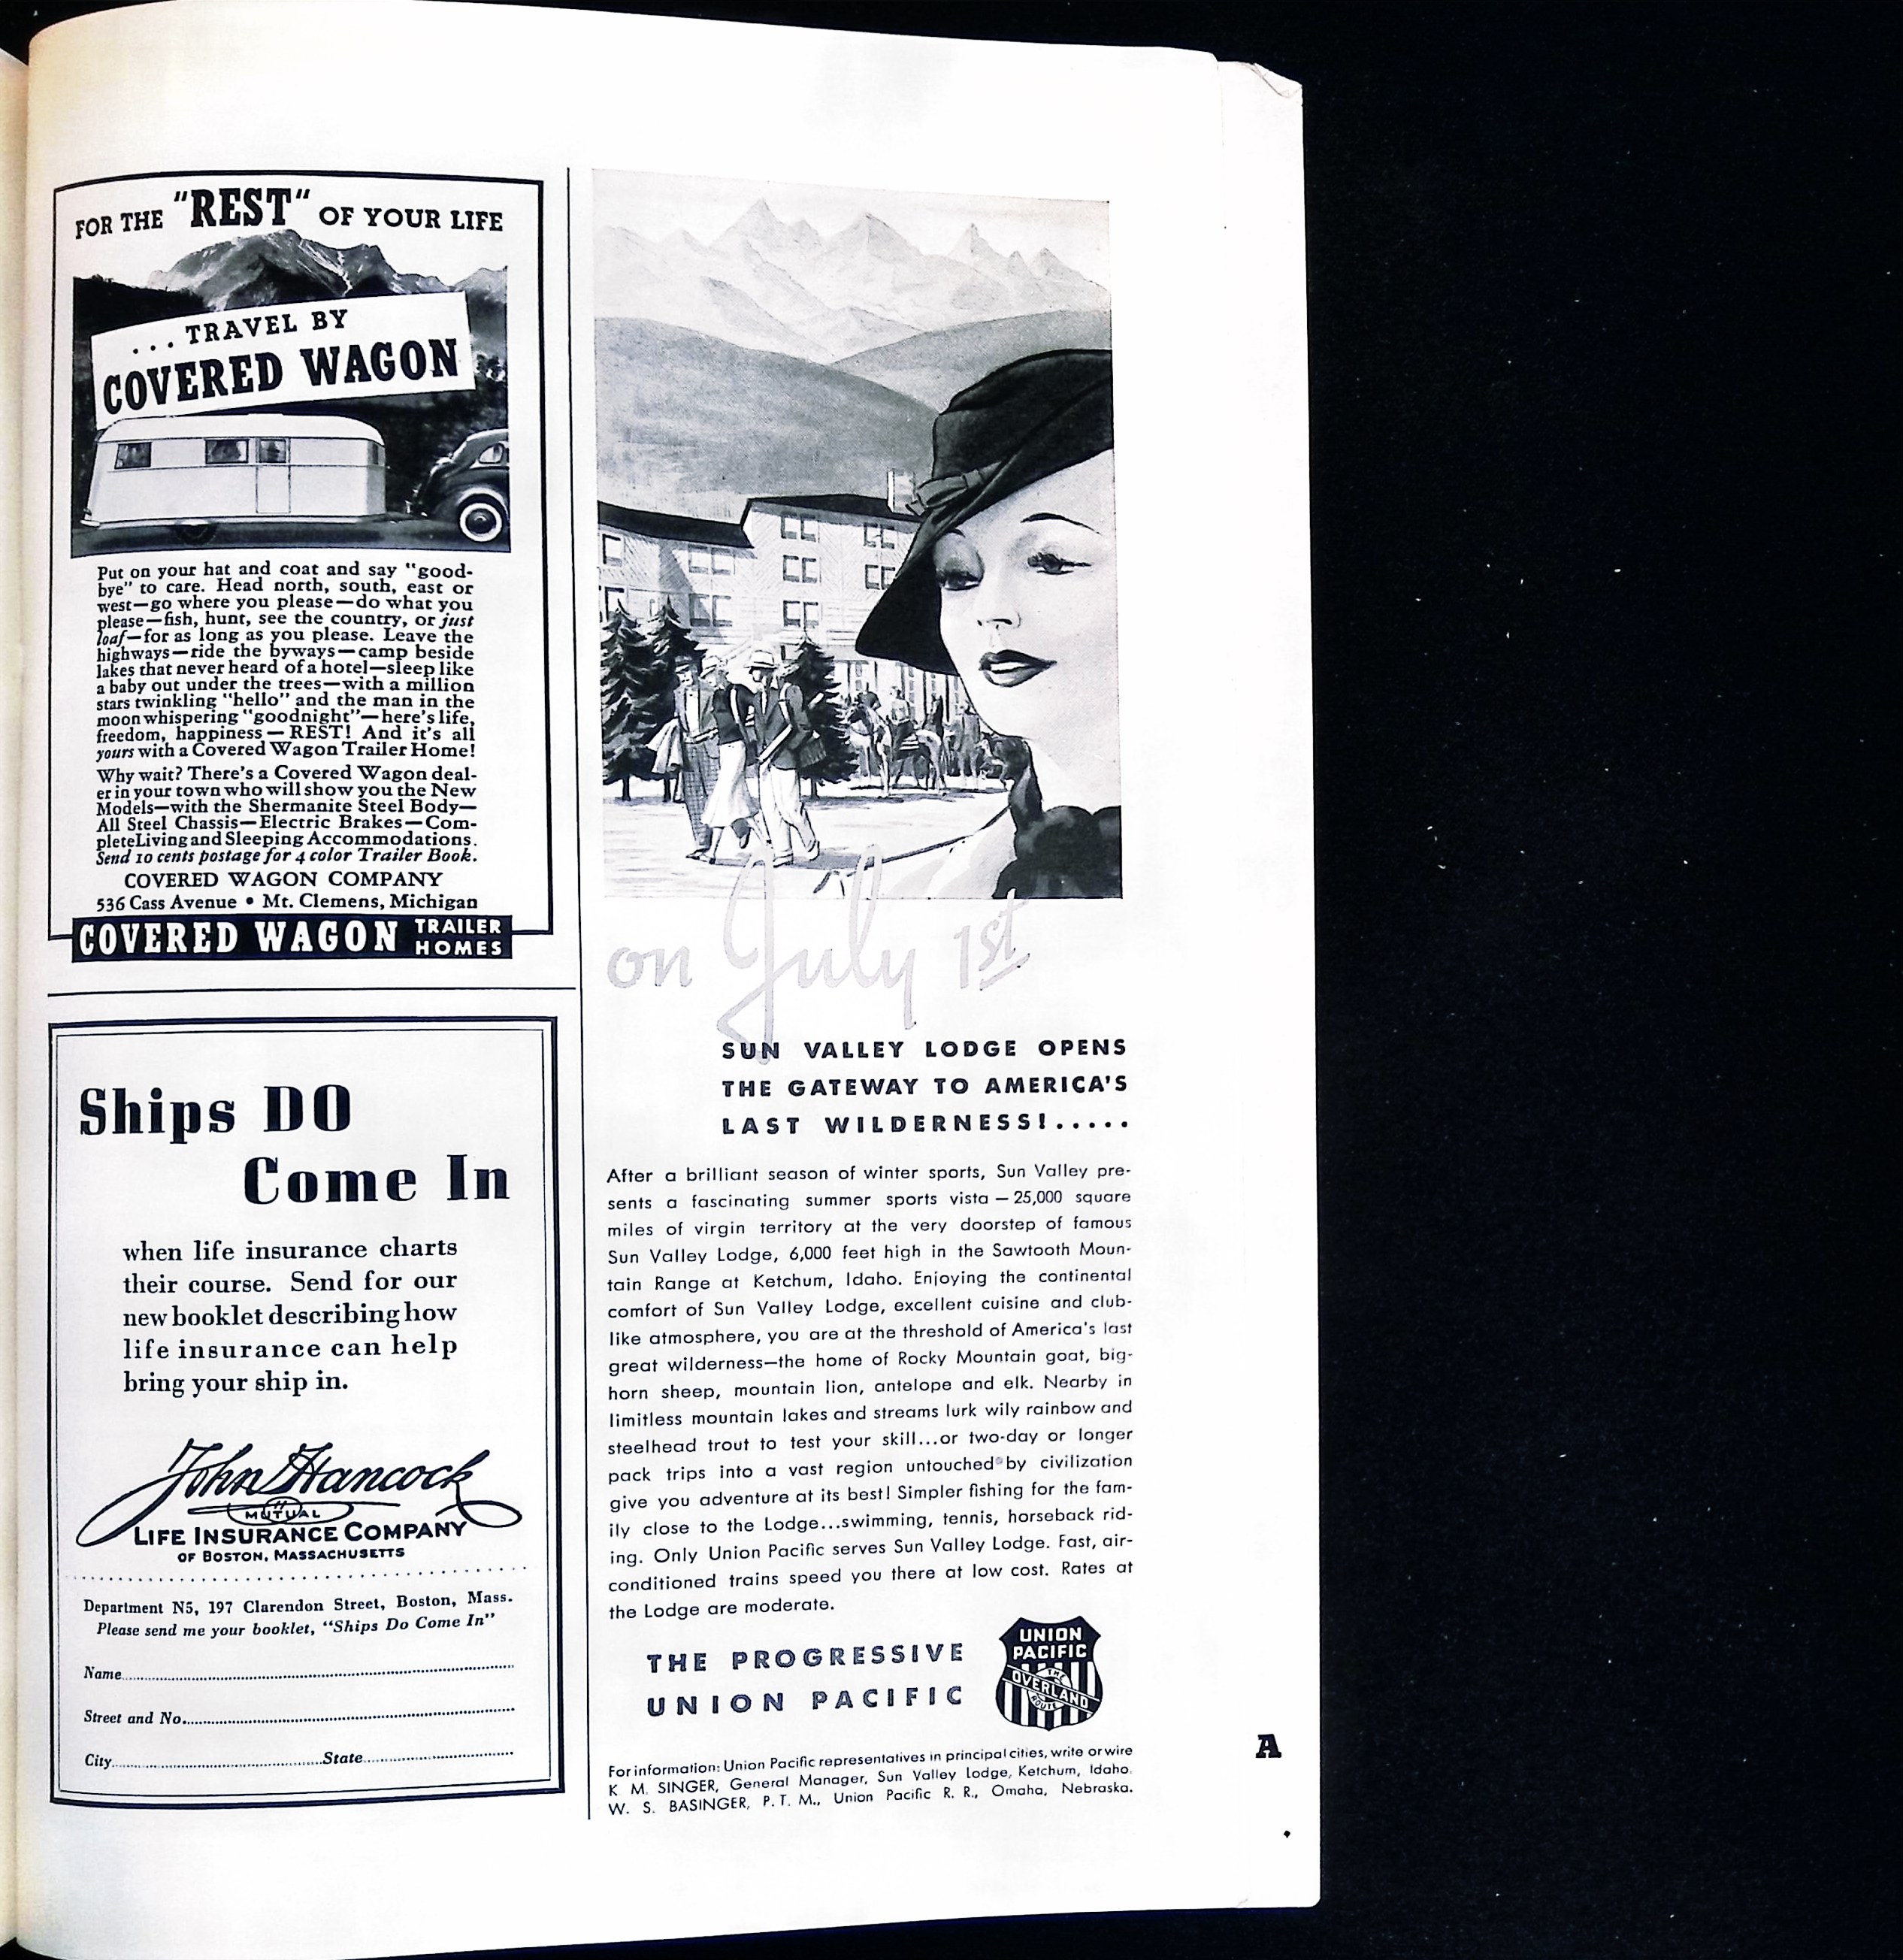 FOR THE "REST" OF YOUR LIFE
... TRAVEL BY
COVERED WAGON
Put on your hat and coat and say "good-
bye" to care. Head north, south, east or
west—go where you please—do what you
please—fish, hunt, see the country, or just
loaf—for as long as you please. Leave the
highways—ride the byways—camp beside
lakes that never heard of a hotel—sleep like
a baby out under the trees—with a million
stars twinkling "hello" and the man in the
moon whispering "goodnight"—here's life,
freedom, happiness—REST! And it's all
yours with a Covered Wagon Trailer Home!
Why wait? There's a Covered Wagon deal-
er in your town who will show you the New
Models—with the Shermanite Steel Body—
All Steel Chassis—Electric Brakes—Com-
plete Living and Sleeping Accommodations.
Send 10 cents postage for 4 color Trailer Book.
COVERED WAGON COMPANY
536 Cass Avenue • Mt. Clemens, Michigan
COVERED WAGON TRAILER HOMES
Ships DO
Come In
when life insurance charts
their course. Send for our
new booklet describing how
life insurance can help
bring your ship in.
John Hancock
MUTUAL
LIFE INSURANCE COMPANY
OF BOSTON, MASSACHUSETTS
Department N5, 197 Clarendon Street, Boston, Mass.
Please send me your booklet, "Ships Do Come In"
Name
Street and No.
City State
on July 1st
SUN VALLEY LODGE OPENS
THE GATEWAY TO AMERICA'S
LAST WILDERNESS!.....
After a brilliant season of winter sports, Sun Valley pre-
sents a fascinating summer sports vista — 25,000 square
miles of virgin territory at the very doorstep of famous
Sun Valley Lodge, 6,000 feet high in the Sawtooth Moun-
tain Range at Ketchum, Idaho. Enjoying the continental
comfort of Sun Valley Lodge, excellent cuisine and club-
like atmosphere, you are at the threshold of America's last
great wilderness—the home of Rocky Mountain goat, big-
horn sheep, mountain lion, antelope and elk. Nearby in
limitless mountain lakes and streams lurk wily rainbow and
steelhead trout to test your skill...or two-day or longer
pack trips into a vast region untouched by civilization
give you adventure at its best! Simpler fishing for the fam-
ily close to the Lodge...swimming, tennis, horseback rid-
ing. Only Union Pacific serves Sun Valley Lodge. Fast, air-
conditioned trains speed you there at low cost. Rates at
the Lodge are moderate.
THE PROGRESSIVE
UNION PACIFIC
UNION
PACIFIC
THE
OVERLAND
ROUTE
For information: Union Pacific representatives in principal cities, write or wire
K. M. SINGER, General Manager, Sun Valley Lodge, Ketchum, Idaho.
W. S. BASINGER, P. T. M., Union Pacific R. R., Omaha, Nebraska.
A